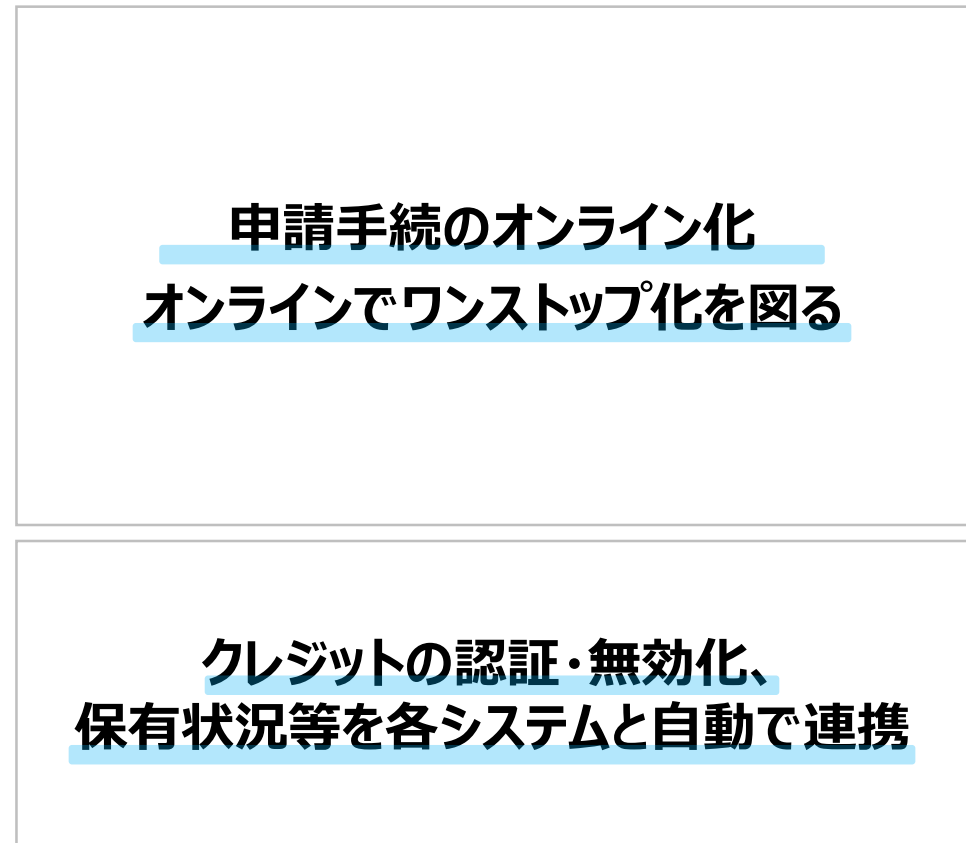 申請手続のオンライン化
オンラインでワンストップ化を図る
クレジットの認証・無効化、
保有状況等を各システムと自動で連携